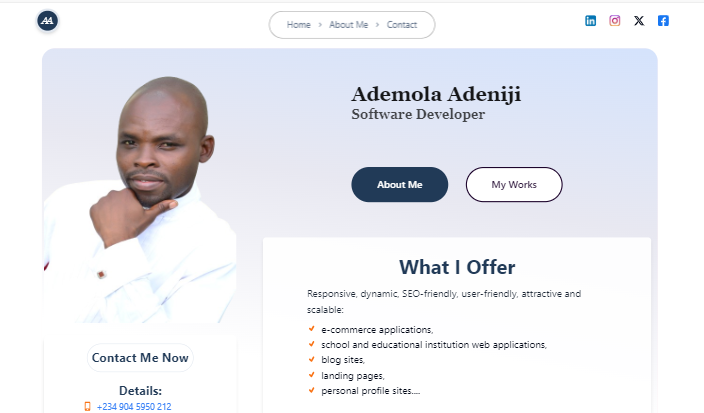 AA
Home > About Me > Contact
Ademola Adeniji
Software Developer
About Me
My Works
What I Offer
Responsive, dynamic, SEO-friendly, user-friendly, attractive and
scalable:
e-commerce applications,
school and educational institution web applications,
blog sites,
landing pages,
personal profile sites....
Contact Me Now
Details:
+234 904 5950 212